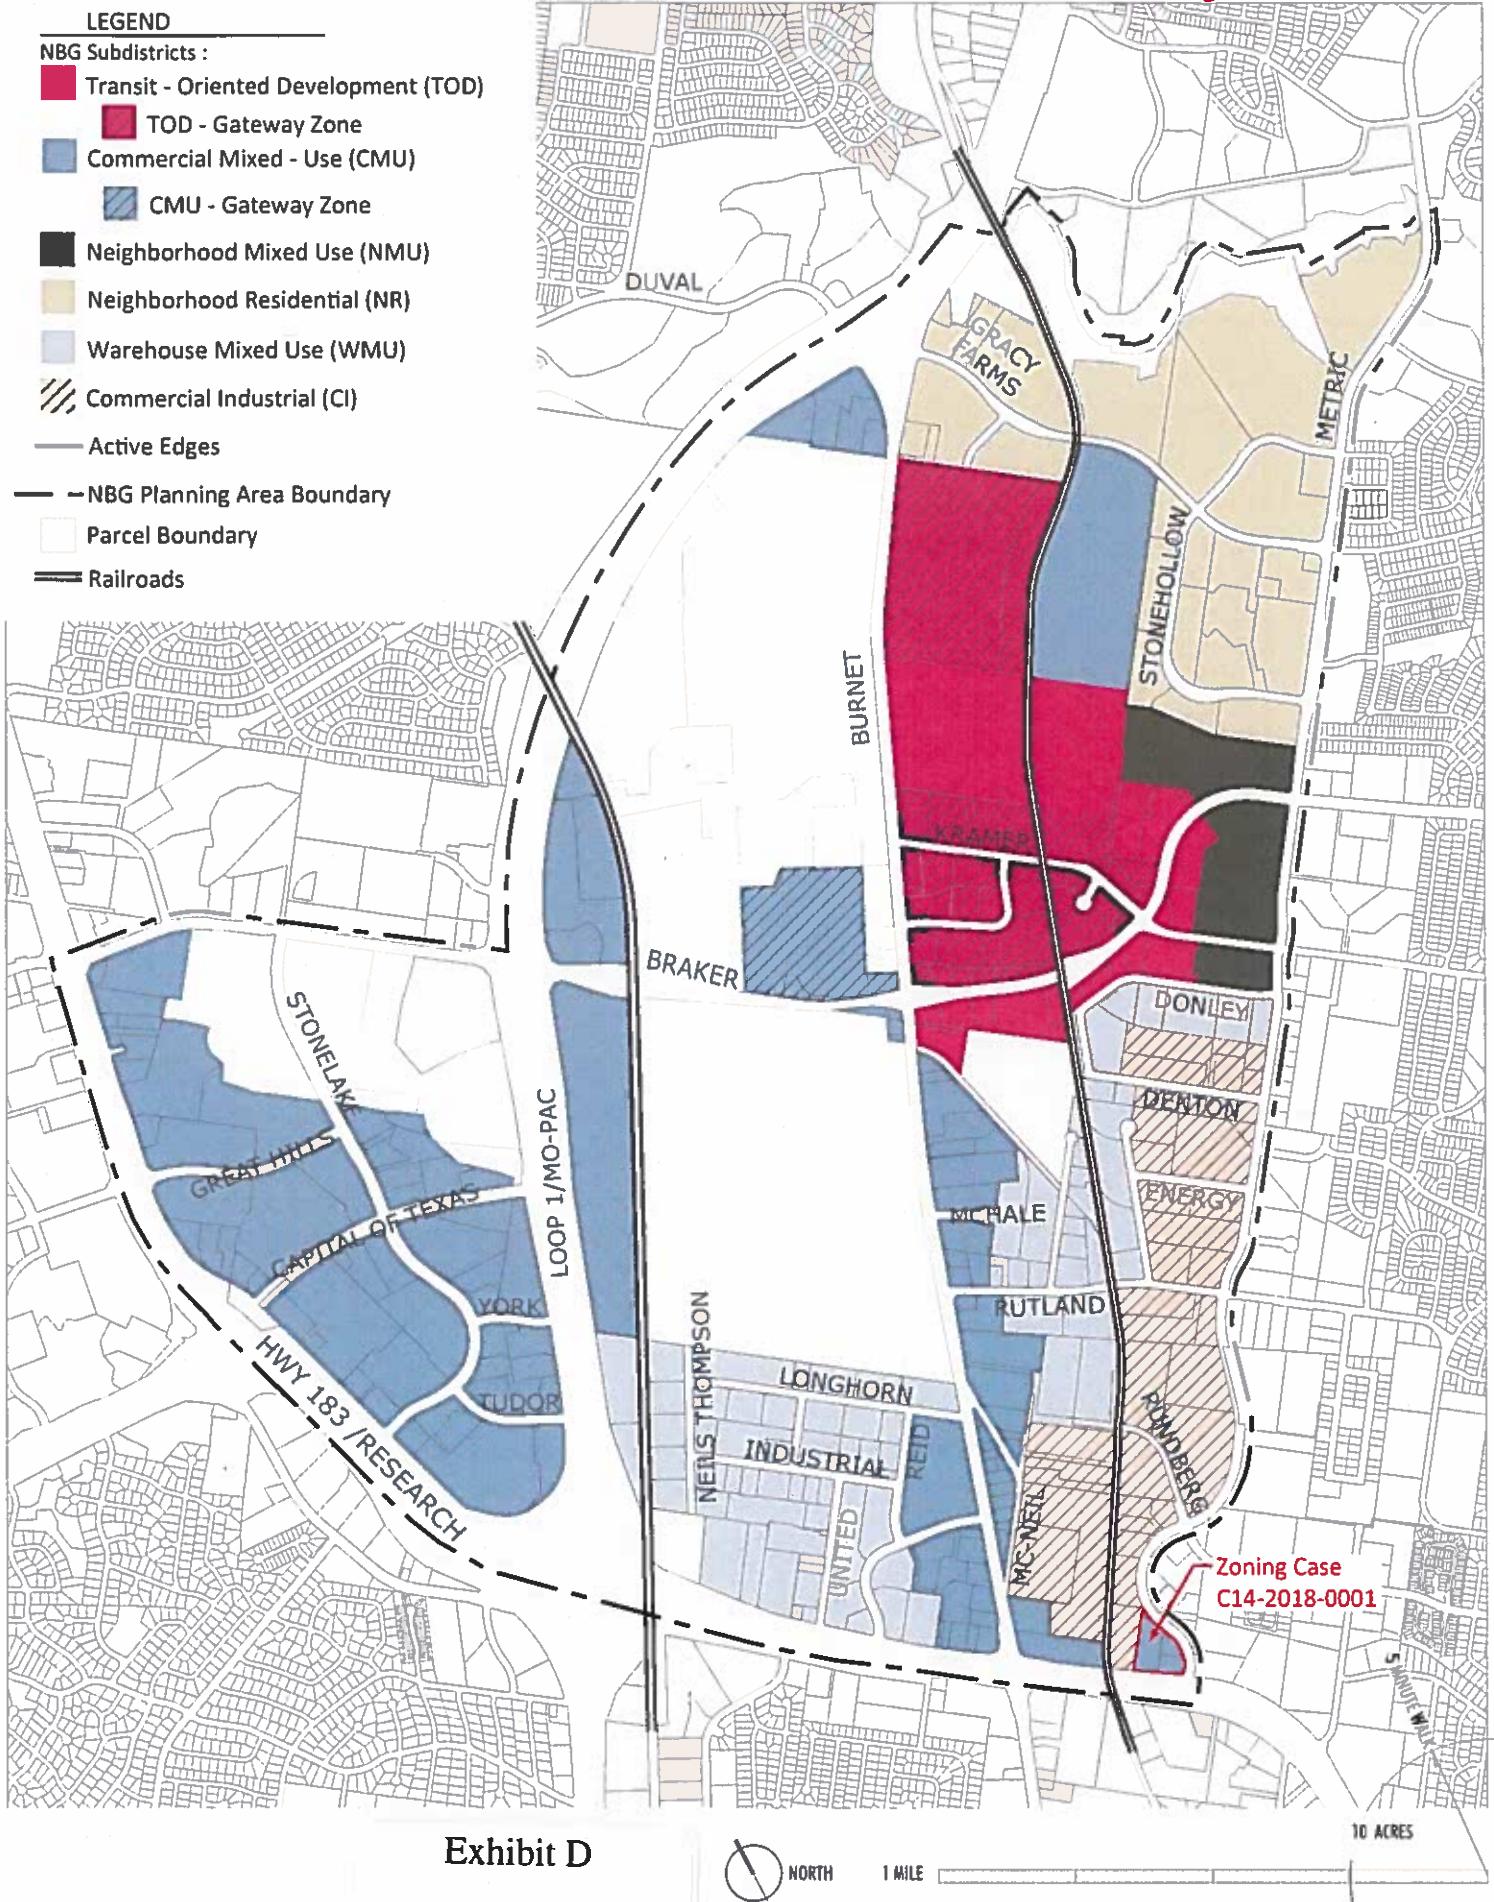 LEGEND
NBG Subdistricts :
Transit - Oriented Development (TOD)
TOD - Gateway Zone
Commercial Mixed - Use (CMU)
CMU - Gateway Zone
Neighborhood Mixed Use (NMU)
Neighborhood Residential (NR)
Warehouse Mixed Use (WMU)
Commercial Industrial (CI)
Active Edges
NBG Planning Area Boundary
Parcel Boundary
Railroads
DUVAL
GRACY
FARMS
METRIC
STONEHOLLOW
BURNET
KRAMER
BRAKER
DONLEY
STONELAKE
DENTON
GREAT HILLS
ENERGY
CAPITAL OF TEXAS
LOOP 1/MO-PAC
MCHALE
YORK
RUTLAND
HWY 183 /RESEARCH
NEILS THOMPSON
LONGHORN
TUDOR
RUNDBERG
INDUSTRIAL
REID
UNITED
MC-NEIL
Zoning Case
C14-2018-0001
5 MINUTE WALK
10 ACRES
Exhibit D
NORTH
1 MILE